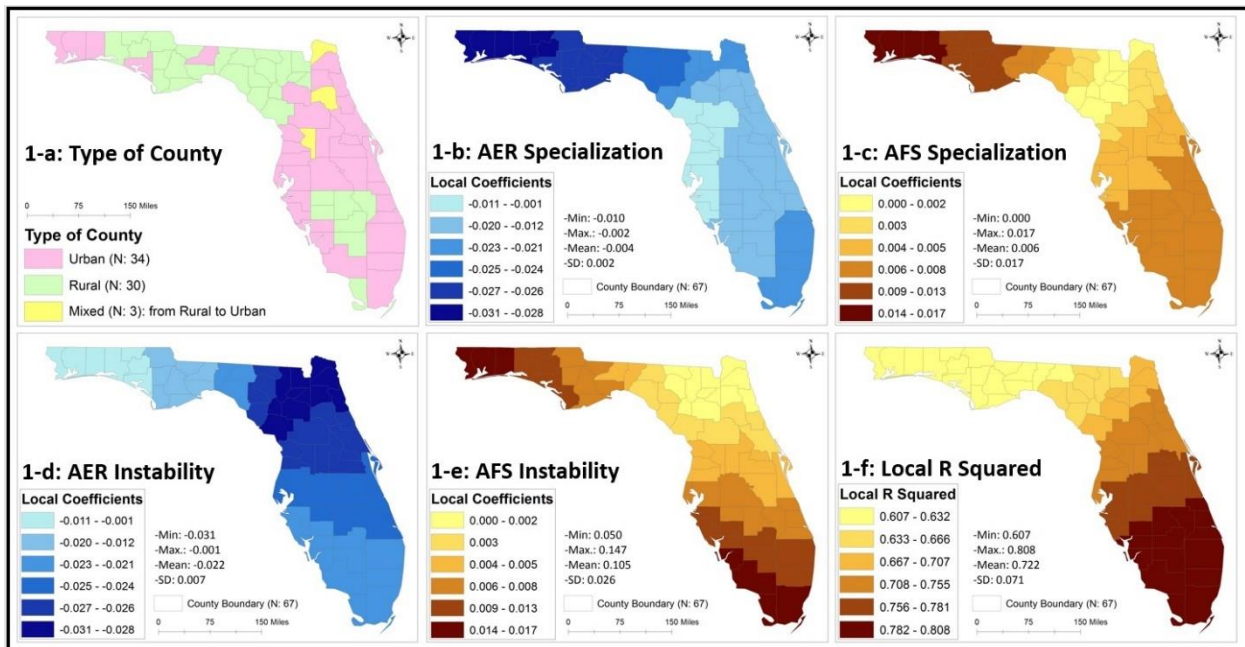 1-a: Type of County
0 75 150 Miles
Type of County
Urban (N: 34)
Rural (N: 30)
Mixed (N: 3): from Rural to Urban
1-b: AER Specialization
Local Coefficients
-0.011 - -0.001
-0.020 - -0.012
-0.023 - -0.021
-0.025 - -0.024
-0.027 - -0.026
-0.031 - -0.028
-Min: -0.010
-Max.: -0.002
-Mean: -0.004
-SD: 0.002
County Boundary (N: 67)
0 75 150 Miles
1-c: AFS Specialization
Local Coefficients
0.000 - 0.002
0.003
0.004 - 0.005
0.006 - 0.008
0.009 - 0.013
0.014 - 0.017
-Min: 0.000
-Max.: 0.017
-Mean: 0.006
-SD: 0.017
County Boundary (N: 67)
0 75 150 Miles
1-d: AER Instability
Local Coefficients
-0.011 - -0.001
-0.020 - -0.012
-0.023 - -0.021
-0.025 - -0.024
-0.027 - -0.026
-0.031 - -0.028
-Min: -0.031
-Max.: -0.001
-Mean: -0.022
-SD: 0.007
County Boundary (N: 67)
0 75 150 Miles
1-e: AFS Instability
Local Coefficients
0.000 - 0.002
0.003
0.004 - 0.005
0.006 - 0.008
0.009 - 0.013
0.014 - 0.017
-Min: 0.050
-Max.: 0.147
-Mean: 0.105
-SD: 0.026
County Boundary (N: 67)
0 75 150 Miles
1-f: Local R Squared
Local R Squared
0.607 - 0.632
0.633 - 0.666
0.667 - 0.707
0.708 - 0.755
0.756 - 0.781
0.782 - 0.808
-Min: 0.607
-Max.: 0.808
-Mean: 0.722
-SD: 0.071
County Boundary (N: 67)
0 75 150 Miles